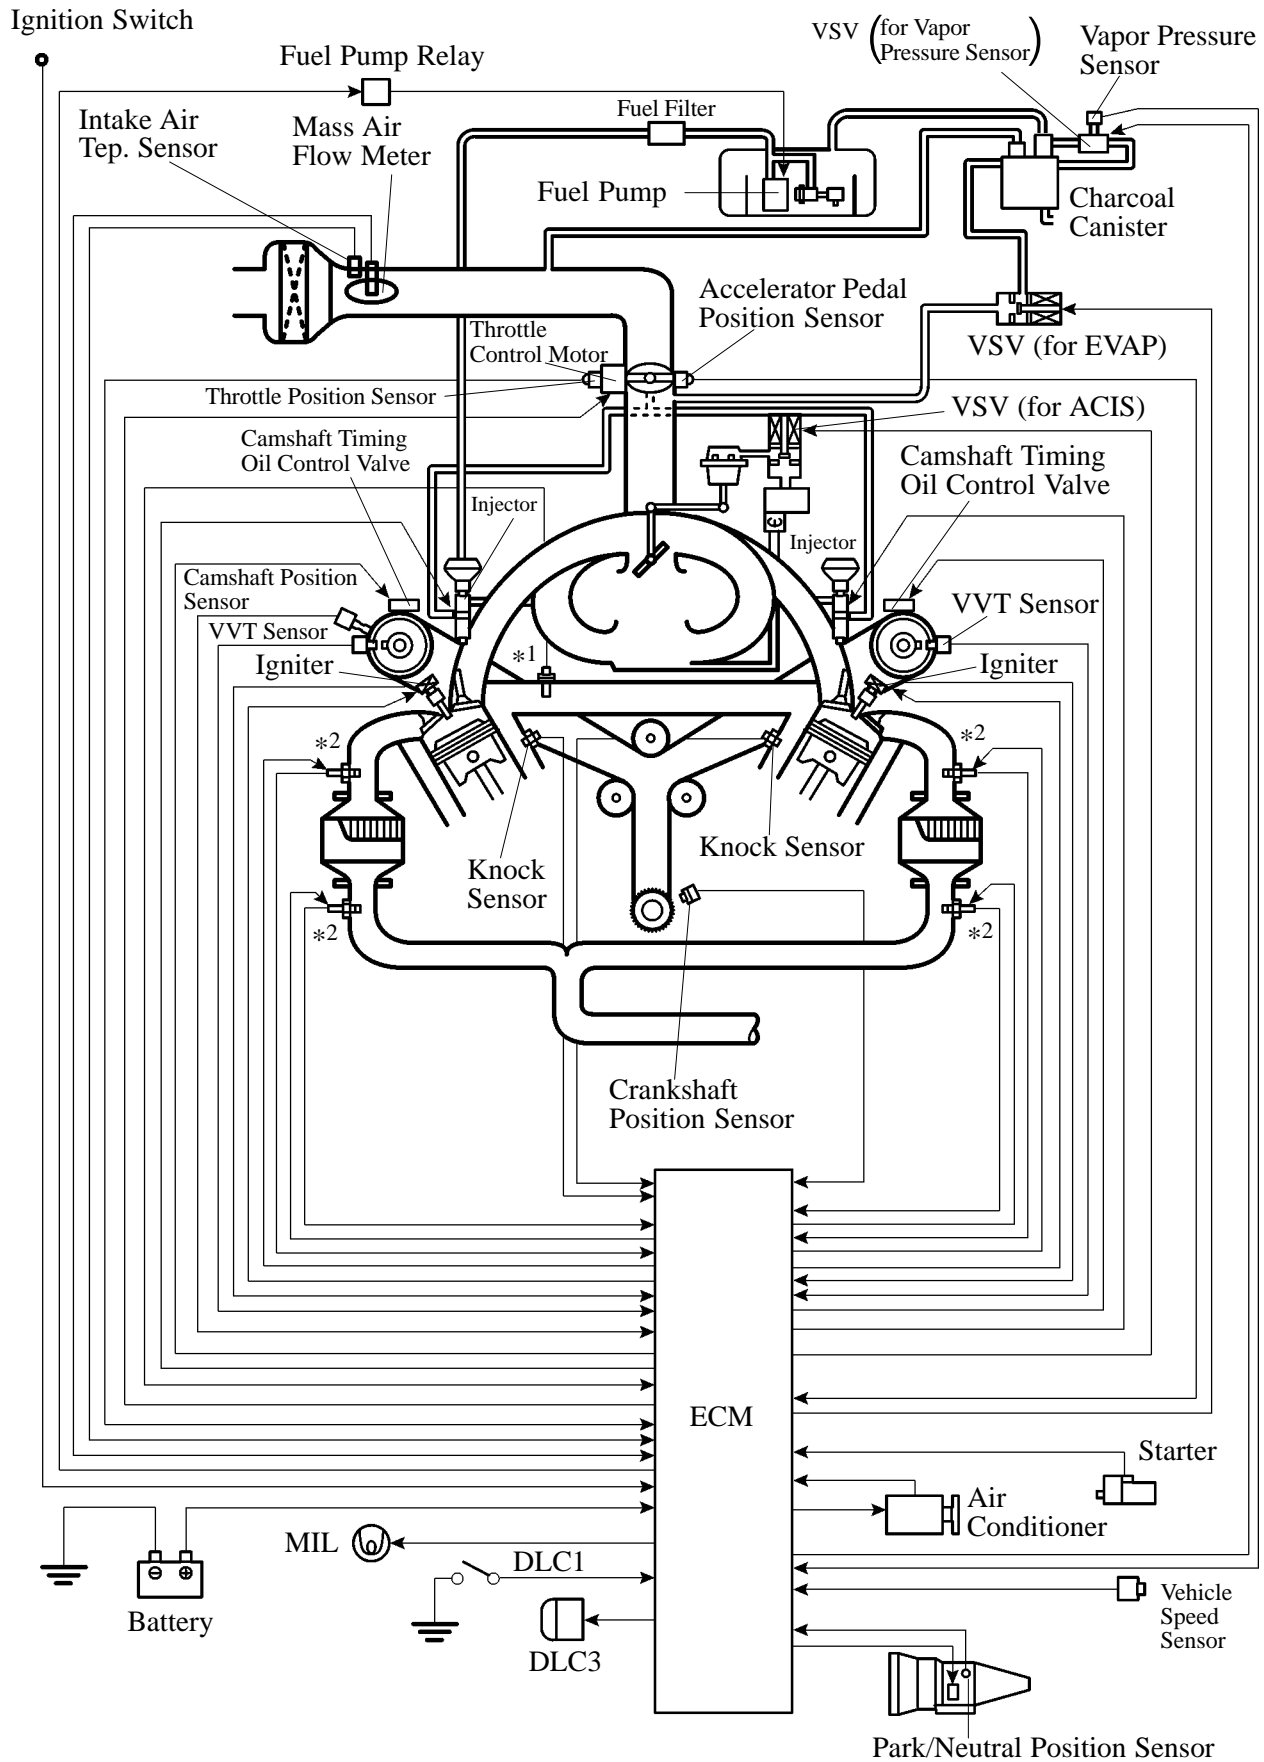 Ignition Switch
Fuel Pump Relay
VSV (for Vapor
Pressure Sensor)
Vapor Pressure
Sensor
Intake Air
Tep. Sensor
Mass Air
Flow Meter
Fuel Filter
Fuel Pump
Charcoal
Canister
Accelerator Pedal
Position Sensor
VSV (for EVAP)
Throttle
Control Motor
Throttle Position Sensor
VSV (for ACIS)
Camshaft Timing
Oil Control Valve
Camshaft Timing
Oil Control Valve
Injector
Injector
Camshaft Position
Sensor
VVT Sensor
VVT Sensor
Igniter
*1
Igniter
*2
*2
Knock
Sensor
Knock Sensor
*2
*2
Crankshaft
Position Sensor
ECM
Starter
Air
Conditioner
MIL
DLC1
Battery
DLC3
Vehicle
Speed
Sensor
Park/Neutral Position Sensor